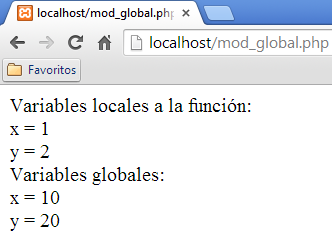 localhost/mod_global.php
localhost/mod_global.php
Favoritos
Variables locales a la función:
x = 1
y = 2
Variables globales:
x = 10
y = 20